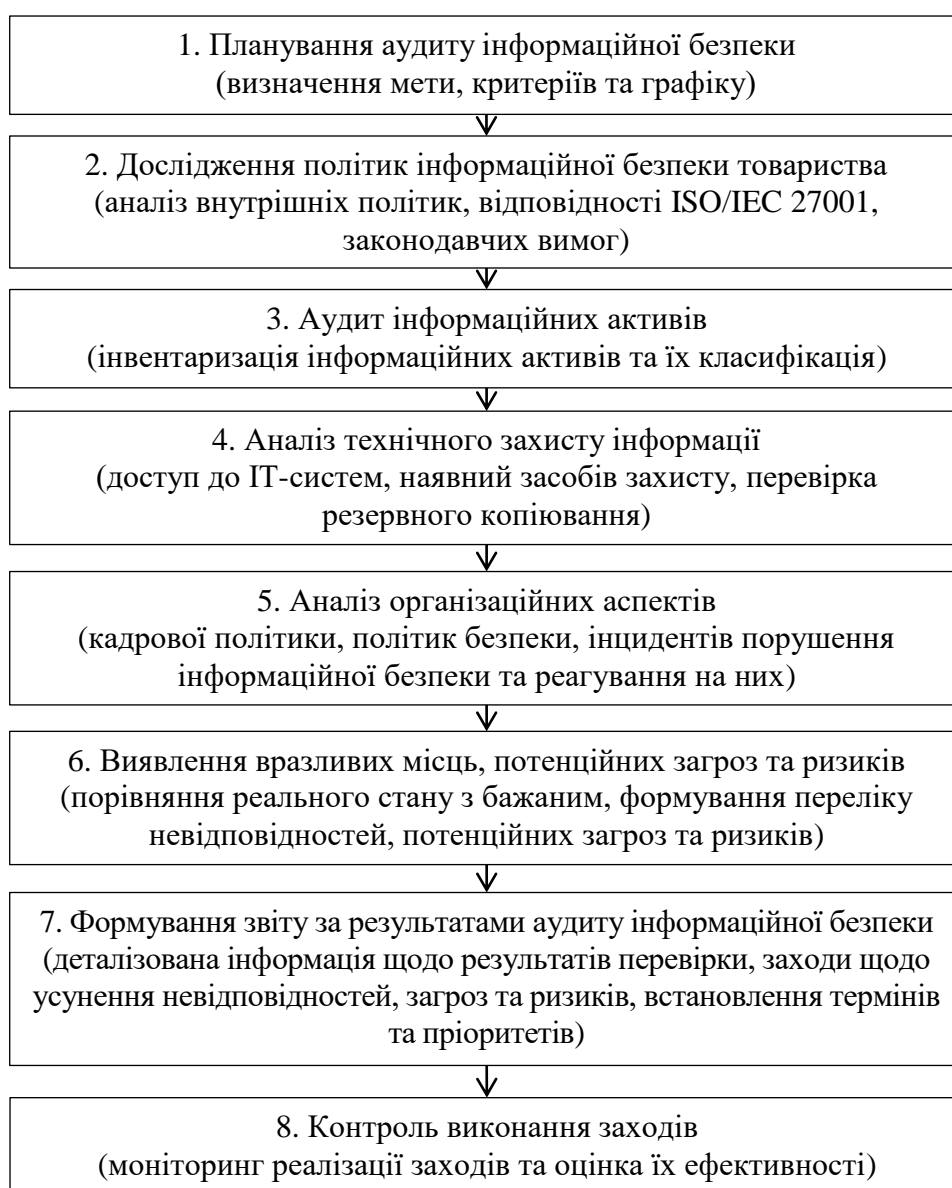 1. Планування аудиту інформаційної безпеки
(визначення мети, критеріїв та графіку)
2. Дослідження політик інформаційної безпеки товариства
(аналіз внутрішніх політик, відповідності ISO/IEC 27001,
законодавчих вимог)
3. Аудит інформаційних активів
(інвентаризація інформаційних активів та їх класифікація)
4. Аналіз технічного захисту інформації
(доступ до ІТ-систем, наявний засобів захисту, перевірка
резервного копіювання)
5. Аналіз організаційних аспектів
(кадрової політики, політик безпеки, інцидентів порушення
інформаційної безпеки та реагування на них)
6. Виявлення вразливих місць, потенційних загроз та ризиків
(порівняння реального стану з бажаним, формування переліку
невідповідностей, потенційних загроз та ризиків)
7. Формування звіту за результатами аудиту інформаційної безпеки
(деталізована інформація щодо результатів перевірки, заходи щодо
усунення невідповідностей, загроз та ризиків, встановлення термінів
та пріоритетів)
8. Контроль виконання заходів
(моніторинг реалізації заходів та оцінка їх ефективності)